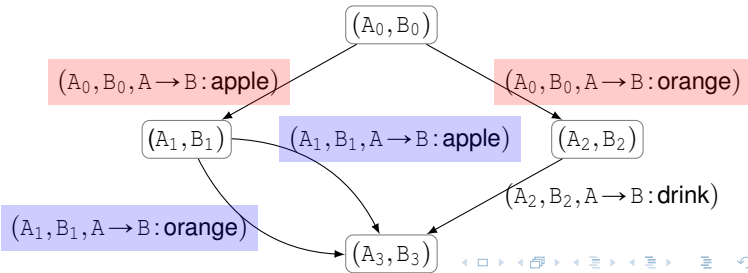 (A₀,B₀)
(A₀,B₀,A→B:apple) (A₀,B₀,A→B:orange)
(A₁,B₁) (A₁,B₁,A→B:apple) (A₂,B₂)
(A₂,B₂,A→B:drink)
(A₁,B₁,A→B:orange)
(A₃,B₃)